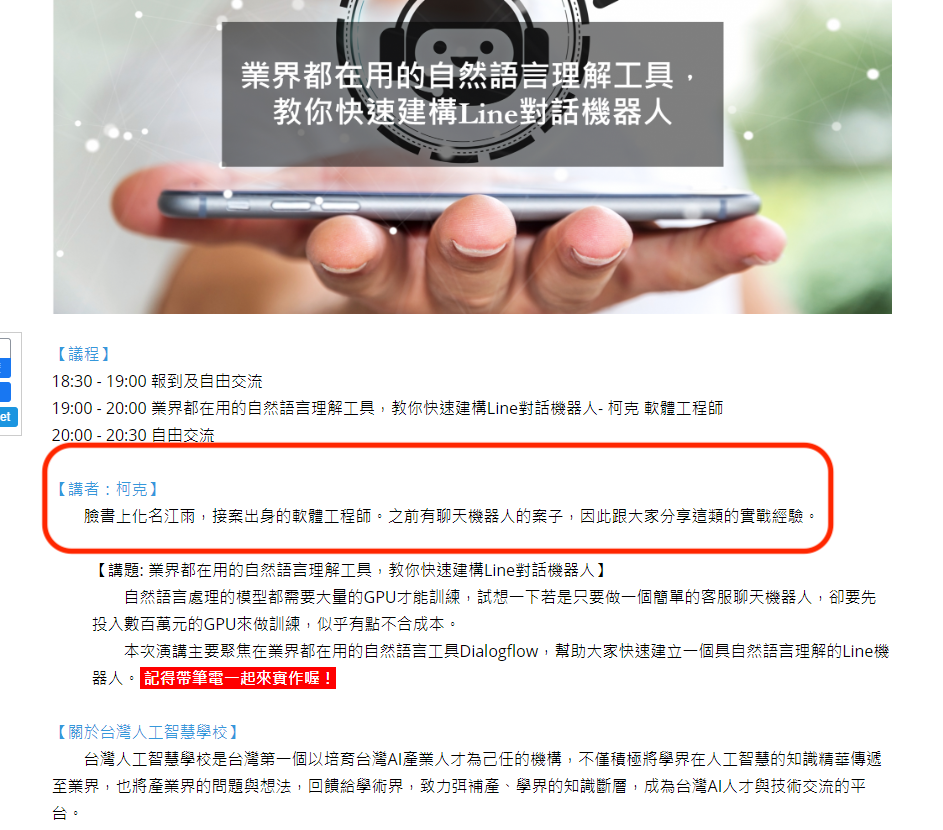 業界都在用的自然語言理解工具，
教你快速建構Line對話機器人
【議程】
18:30 - 19:00 報到及自由交流
19:00 - 20:00 業界都在用的自然語言理解工具，教你快速建構Line對話機器人- 柯克 軟體工程師
20:00 - 20:30 自由交流
et
【講者：柯克】
臉書上化名江雨，接案出身的軟體工程師。之前有聊天機器人的案子，因此跟大家分享這類的實戰經驗。
【講題: 業界都在用的自然語言理解工具，教你快速建構Line對話機器人】
自然語言處理的模型都需要大量的GPU才能訓練，試想一下若是只要做一個簡單的客服聊天機器人，卻要先
投入數百萬元的GPU來做訓練，似乎有點不合成本。
本次演講主要聚焦在業界都在用的自然語言工具Dialogflow，幫助大家快速建立一個具自然語言理解的Line機
器人。記得帶筆電一起來實作喔！
【關於台灣人工智慧學校】
台灣人工智慧學校是台灣第一個以培育台灣AI產業人才為己任的機構，不僅積極將學界在人工智慧的知識精華傳遞
至業界，也將產業界的問題與想法，回饋給學術界，致力弭補產、學界的知識斷層，成為台灣AI人才與技術交流的平
台。